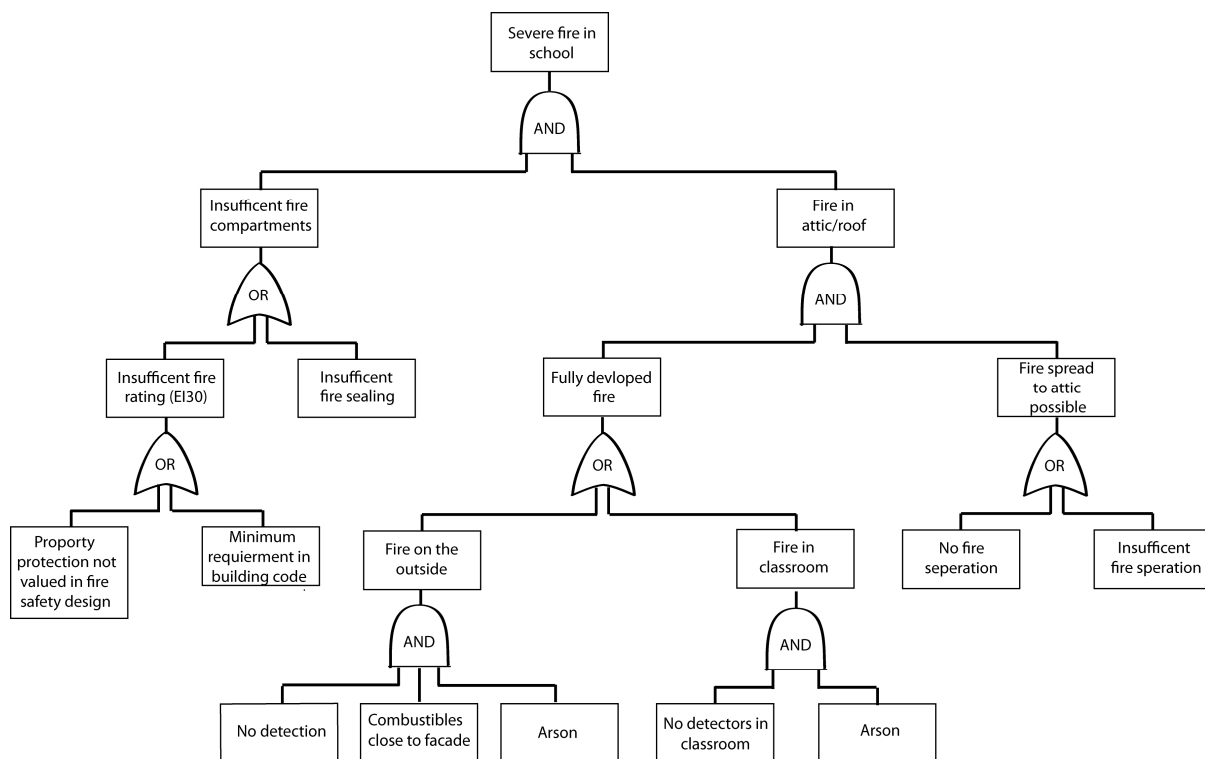 Severe fire in
school
AND
Insufficent fire
compartments
Fire in
attic/roof
OR
AND
Insufficent fire
rating (EI30)
Insufficent
fire sealing
Fully devloped
fire
Fire spread
to attic
possible
OR
OR
OR
Proporty
protection not
valued in fire
safety design
Minimum
requierment in
building code
Fire on the
outside
Fire in
classroom
No fire
seperation
Insufficent
fire speration
AND
AND
No detection
Combustibles
close to facade
Arson
No detectors in
classroom
Arson